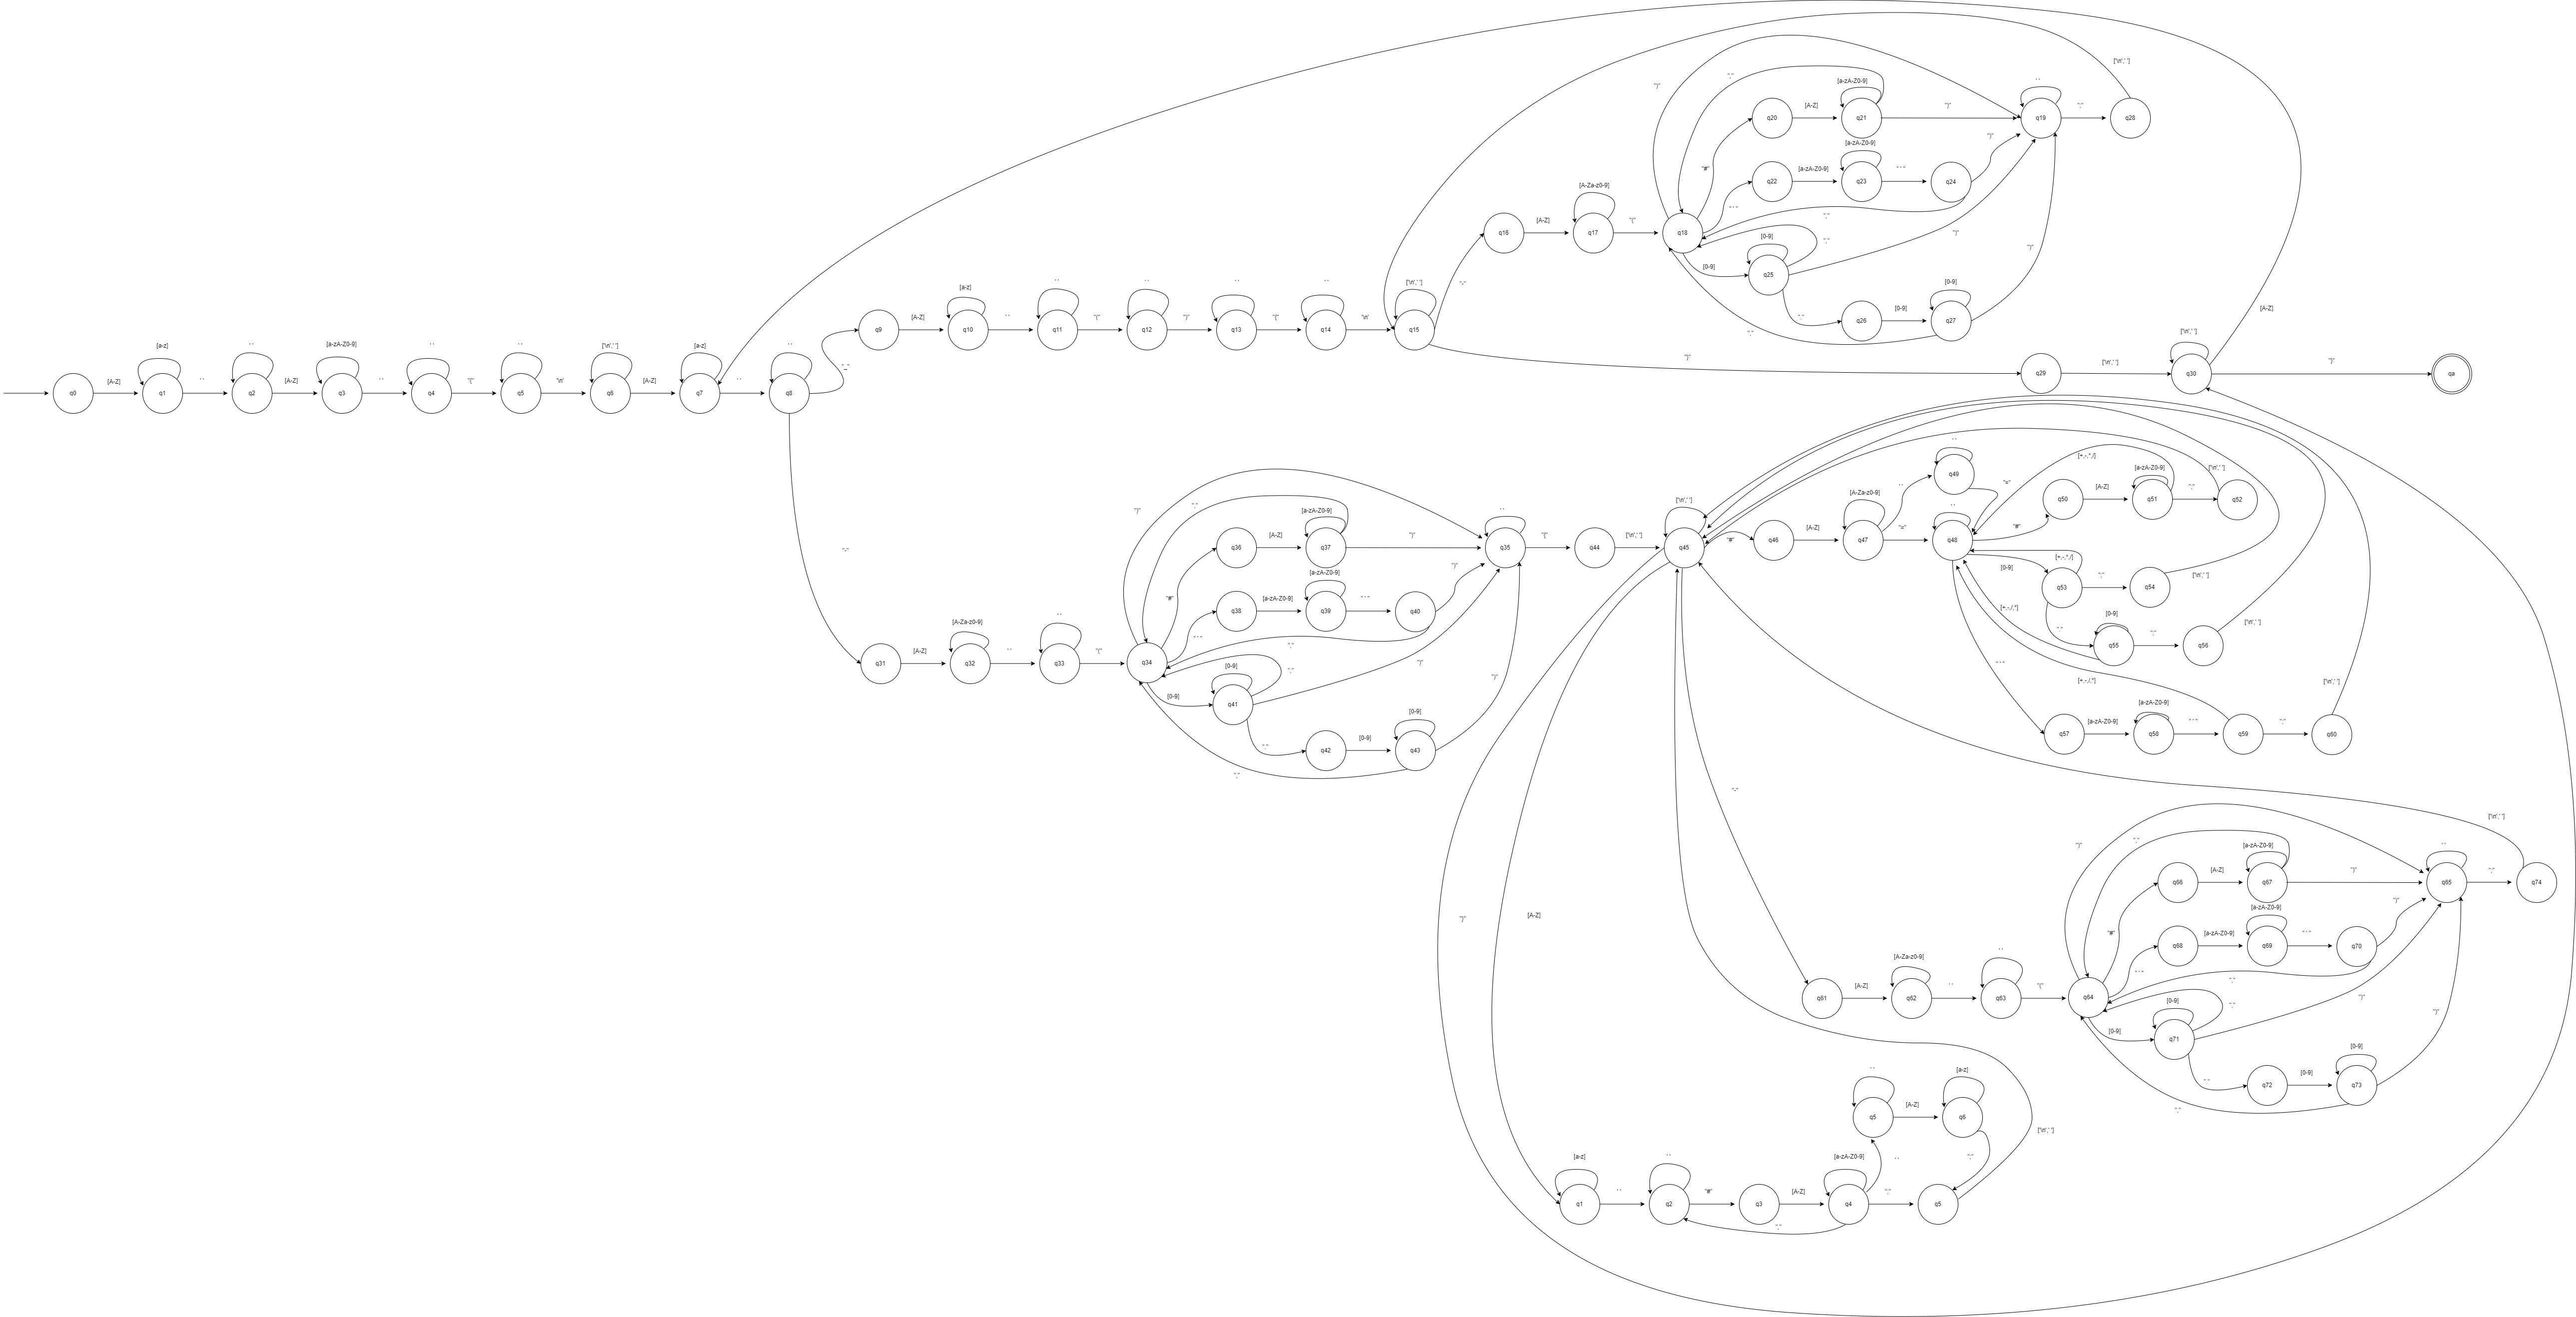 q0
[A-Z]
q1
[a-z]
' '
q2
' '
[A-Z]
q3
[a-zA-Z0-9]
' '
q4
' '
q5
' '
'\n'
q6
['\n',' ']
[A-Z]
q7
[a-z]
' '
q8
' '
"_"
q9
[A-Z]
q10
[a-z]
' '
q11
' '
"("
q12
' '
")"
q13
' '
q14
' '
'\n'
q15
['\n',' ']
q16
[A-Z]
q17
[A-Za-z0-9]
"("
q18
")"
"#"
q20
[A-Z]
q21
[a-zA-Z0-9]
")"
q19
' '
q28
['\n',' ']
q22
[a-zA-Z0-9]
q23
[a-zA-Z0-9]
q24
")"
[0-9]
q25
[0-9]
")"
q26
[0-9]
q27
[0-9]
")"
q29
['\n',' ']
q30
['\n',' ']
[A-Z]
qa
q31
[A-Z]
q32
[A-Za-z0-9]
' '
q33
' '
"("
q34
")"
"#"
q36
[A-Z]
q37
[a-zA-Z0-9]
")"
q35
' '
q38
[a-zA-Z0-9]
q39
[a-zA-Z0-9]
q40
")"
[0-9]
q41
[0-9]
")"
q42
[0-9]
q43
[0-9]
")"
q44
['\n',' ']
q45
['\n',' ']
"#"
q46
[A-Z]
q47
[A-Za-z0-9]
' '
q49
' '
"="
"="
q48
' '
"#"
q50
[A-Z]
q51
[a-zA-Z0-9]
q52
['\n',' ']
[0-9]
q53
q54
['\n',' ']
q55
[0-9]
q56
['\n',' ']
q57
[a-zA-Z0-9]
q58
[a-zA-Z0-9]
q59
q60
['\n',' ']
q61
[A-Z]
q62
[A-Za-z0-9]
' '
q63
' '
"("
q64
")"
"#"
q66
[A-Z]
q67
[a-zA-Z0-9]
")"
q65
' '
q74
['\n',' ']
q68
[a-zA-Z0-9]
q69
[a-zA-Z0-9]
q70
")"
[0-9]
q71
[0-9]
")"
q72
[0-9]
q73
[0-9]
")"
[A-Z]
q1
[a-z]
' '
q2
' '
"#"
q3
[A-Z]
q4
[a-zA-Z0-9]
' '
q5
' '
[A-Z]
q6
[a-z]
q5
['\n',' ']